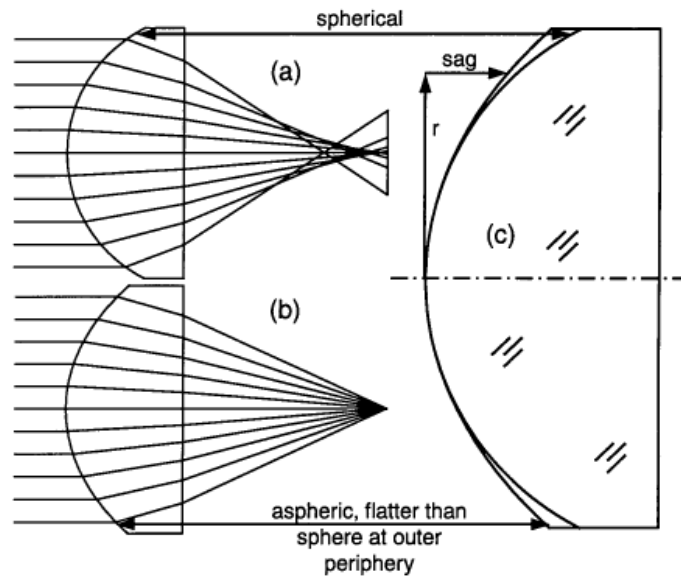 spherical
(a)
sag
r
(c)
(b)
aspheric, flatter than
sphere at outer
periphery